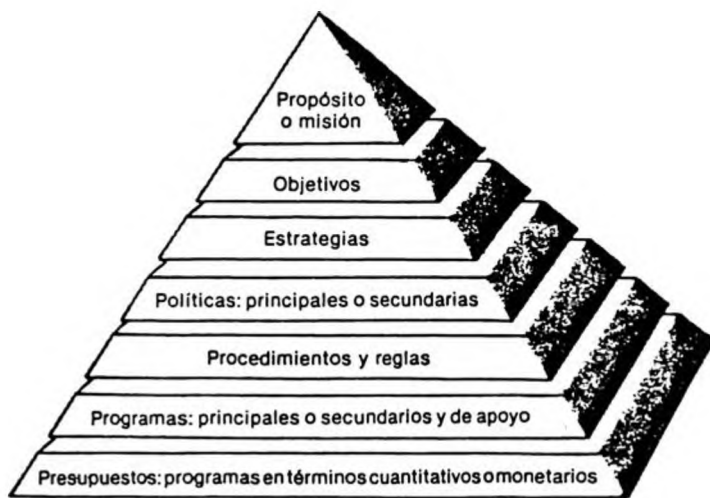 Propósito
o misión
Objetivos
Estrategias
Políticas: principales o secundarias
Procedimientos y reglas
Programas: principales o secundarios y de apoyo
Presupuestos: programas en términos cuantitativos o monetarios